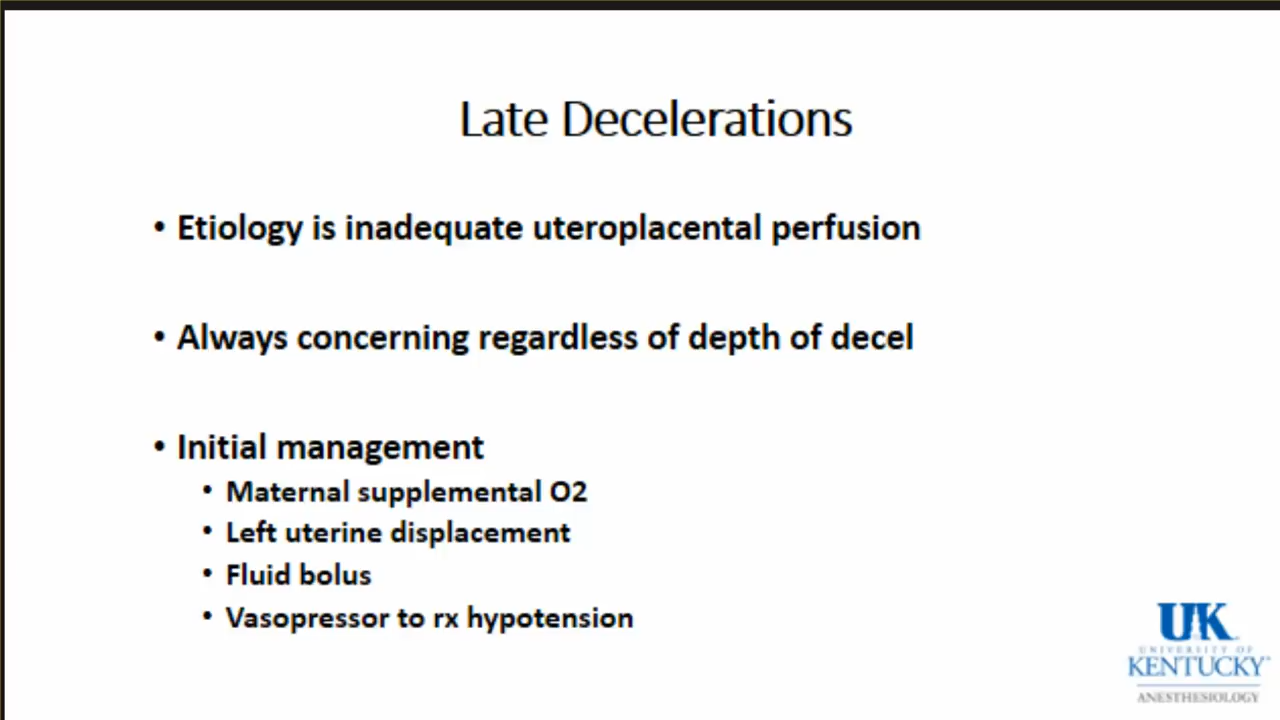 Late Decelerations
• Etiology is inadequate uteroplacental perfusion
• Always concerning regardless of depth of decel
• Initial management
• Maternal supplemental O2
• Left uterine displacement
• Fluid bolus
• Vasopressor to rx hypotension
UK
UNIVERSITY OF
KENTUCKY
ANESTHESIOLOGY